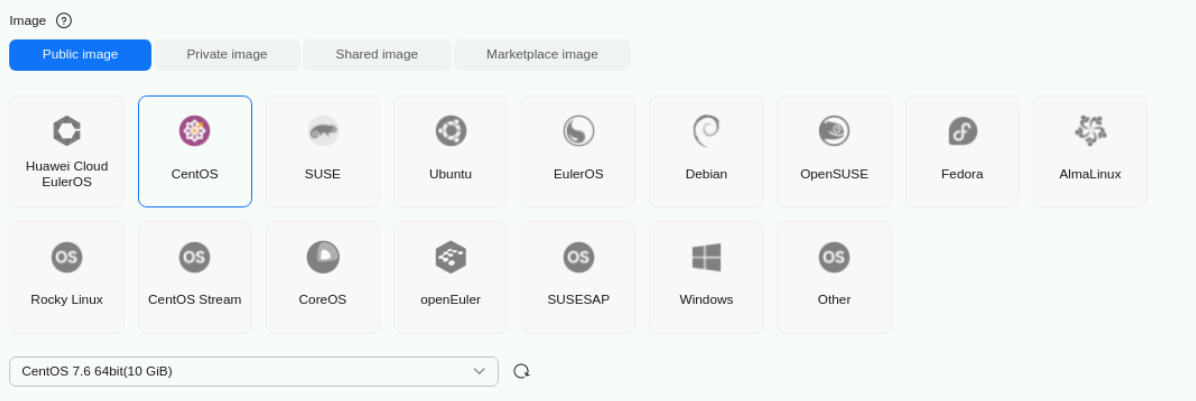 Image ?
Public image Private image Shared image Marketplace image
Huawei Cloud
EulerOS
CentOS
SUSE
Ubuntu
EulerOS
Debian
OpenSUSE
Fedora
AlmaLinux
OS
Rocky Linux
OS
CentOS Stream
CoreOS
openEuler
OS
SUSESAP
Windows
OS
Other
CentOS 7.6 64bit(10 GiB)